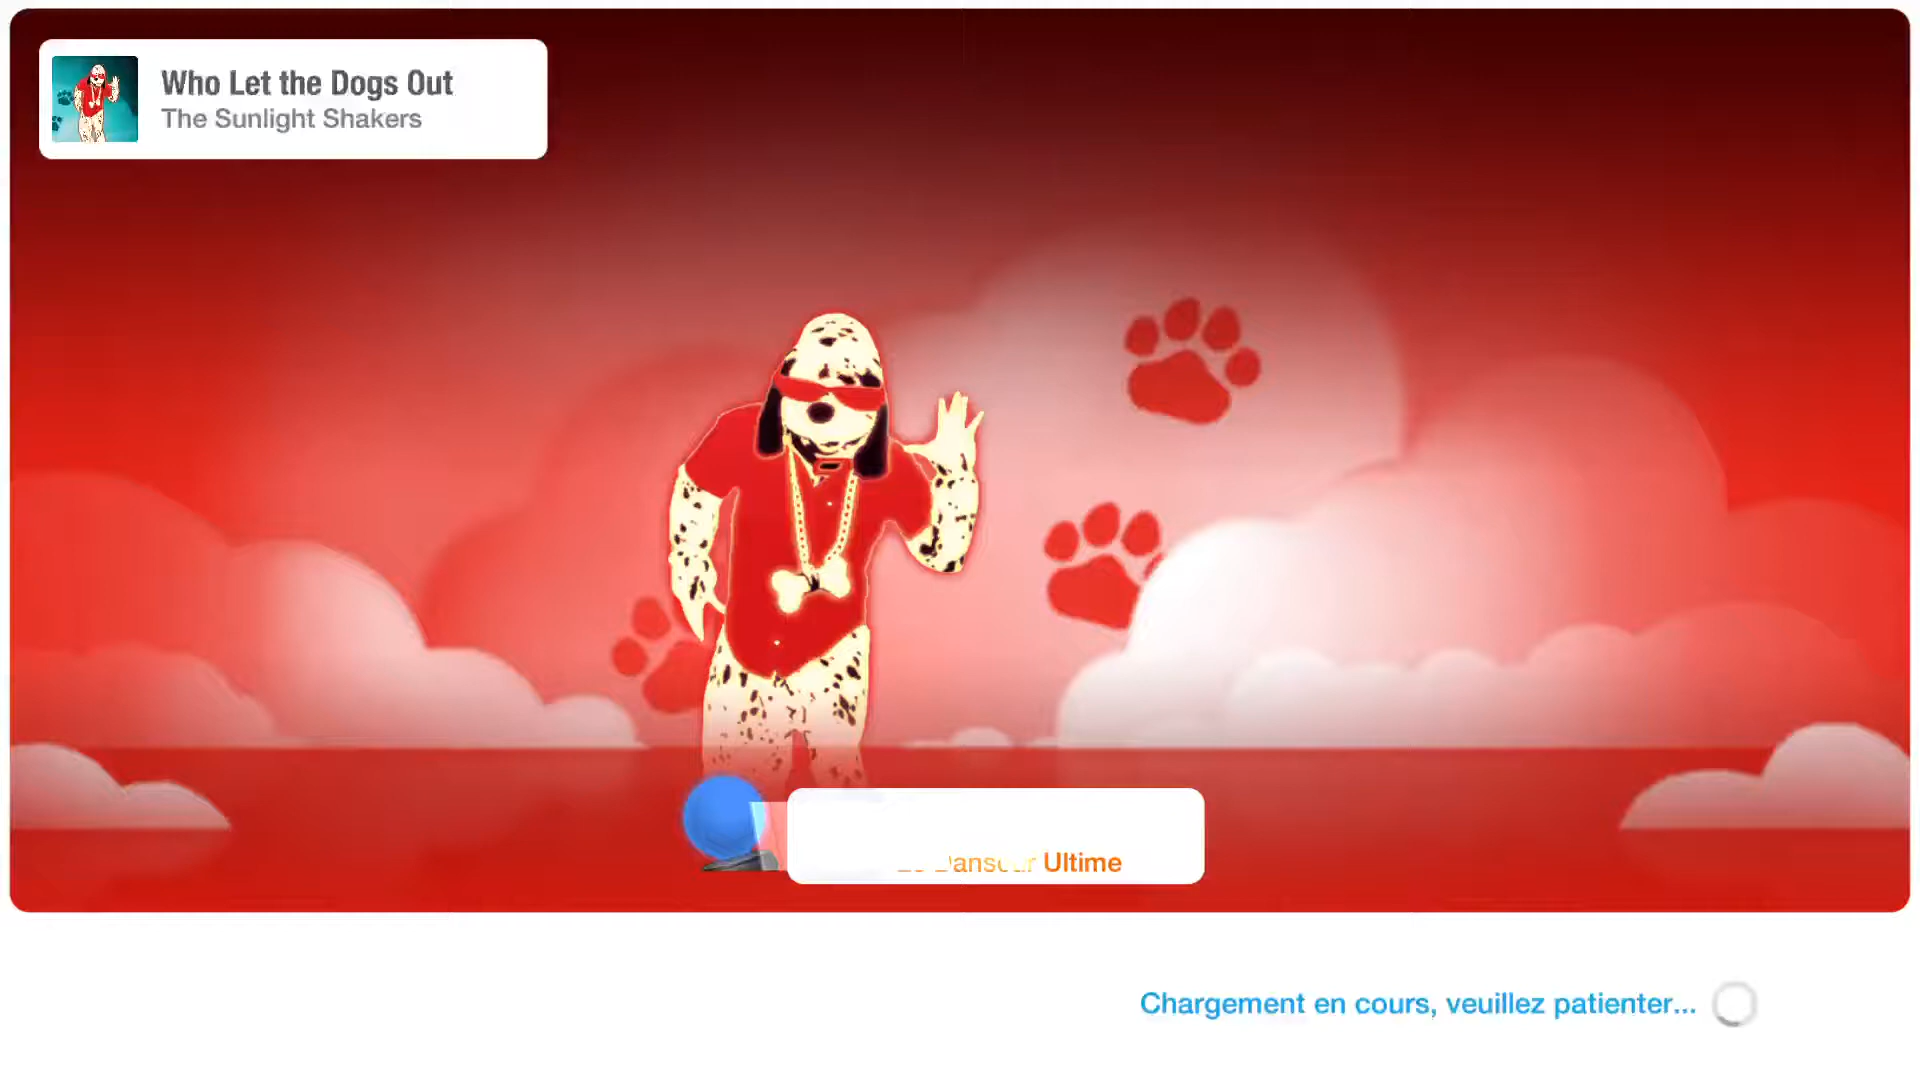 Who Let the Dogs Out
The Sunlight Shakers
Ultime
Chargement en cours, veuillez patienter...